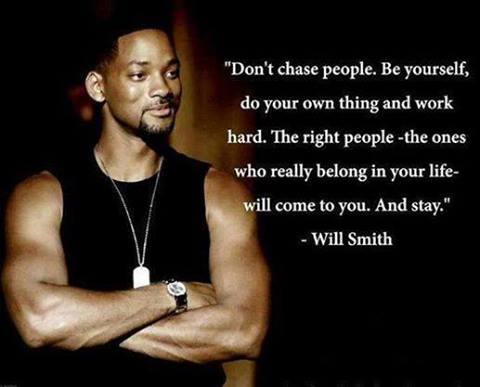 "Don't chase people. Be yourself,
do your own thing and work
hard. The right people -the ones
who really belong in your life-
will come to you. And stay."
- Will Smith